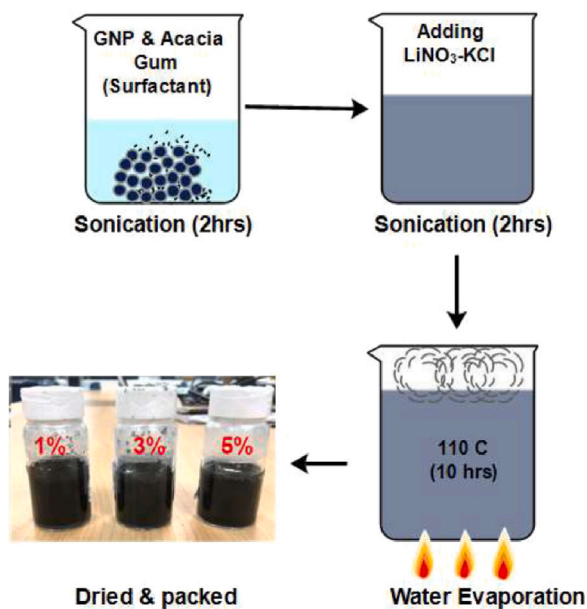 GNP & Acacia
Gum
(Surfactant)
Sonication (2hrs)
Adding
LiNO₃-KCl
Sonication (2hrs)
110 C
(10 hrs)
Water Evaporation
1%
3%
5%
Dried & packed